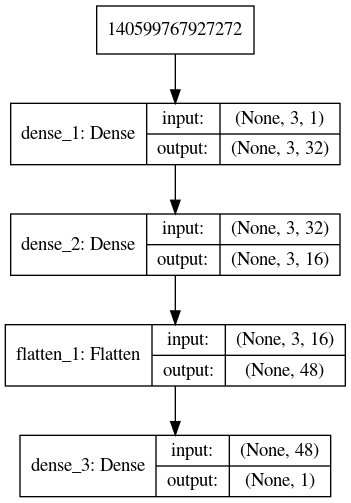 140599767927272
dense_1: Dense
input: (None, 3, 1)
output: (None, 3, 32)
dense_2: Dense
input: (None, 3, 32)
output: (None, 3, 16)
flatten_1: Flatten
input: (None, 3, 16)
output: (None, 48)
dense_3: Dense
input: (None, 48)
output: (None, 1)